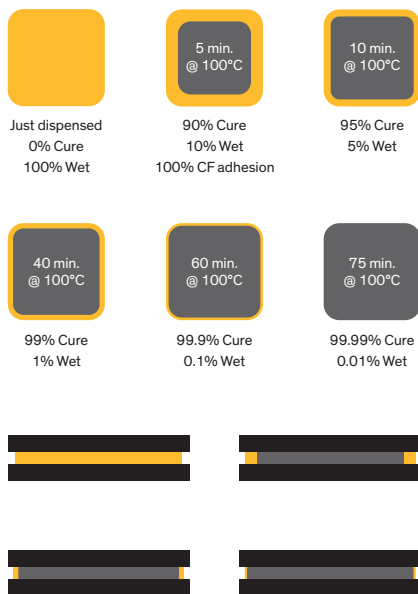 5 min.
@ 100°C
10 min.
@ 100°C
Just dispensed
0% Cure
100% Wet
90% Cure
10% Wet
100% CF adhesion
95% Cure
5% Wet
40 min.
@ 100°C
60 min.
@ 100°C
75 min.
@ 100°C
99% Cure
1% Wet
99.9% Cure
0.1% Wet
99.99% Cure
0.01% Wet